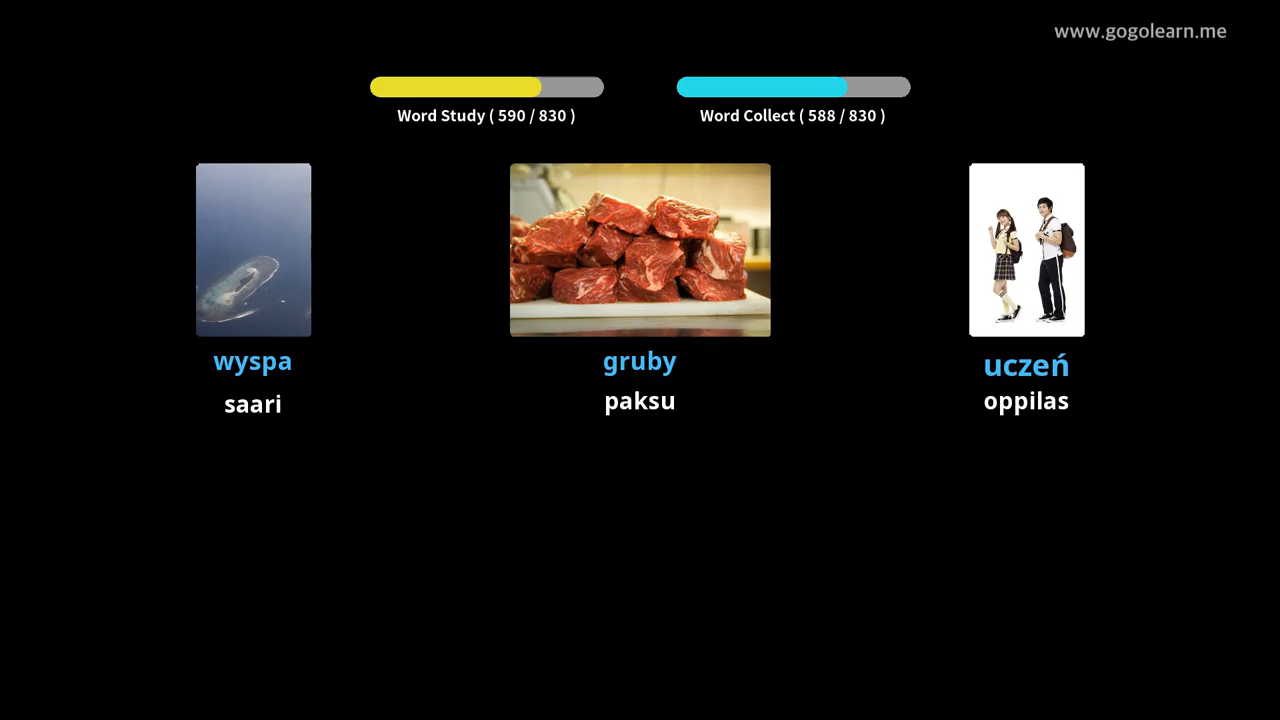 www.gogolearn.me
Word Study ( 590 / 830 )
Word Collect ( 588 / 830 )
wyspa
gruby
uczeń
saari
paksu
oppilas